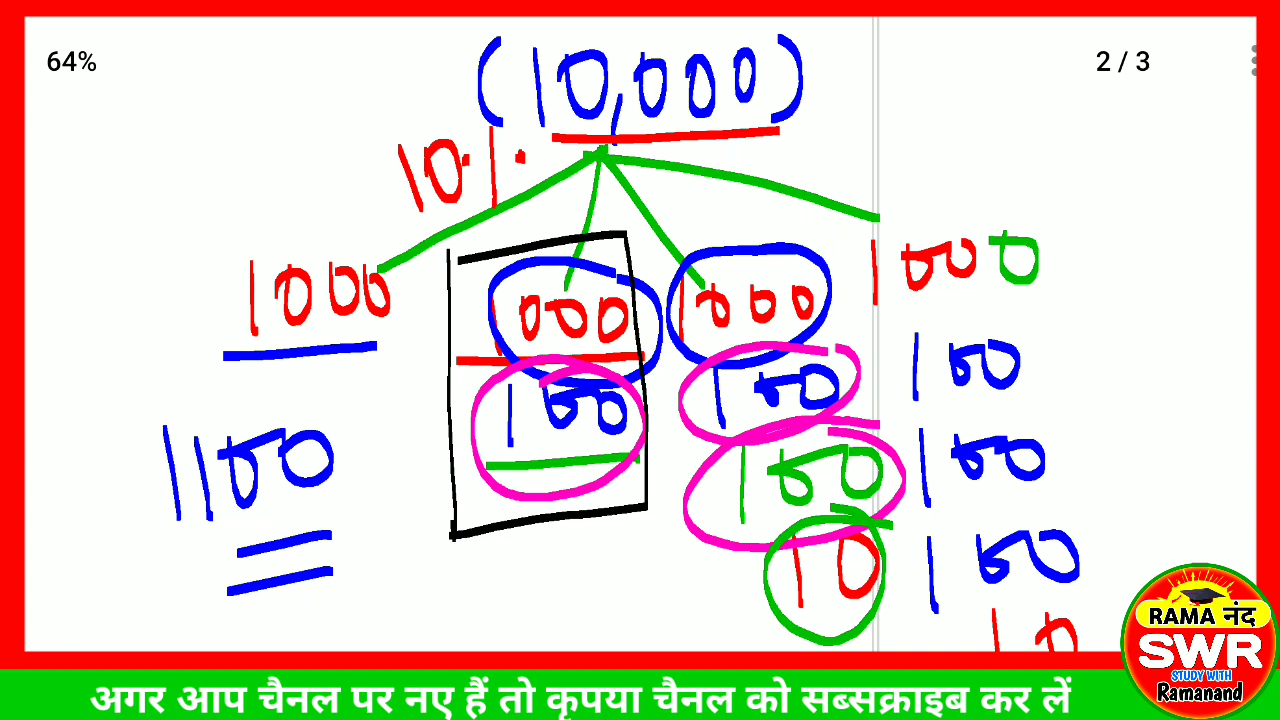 64%
(10,000)
2 / 3
10%
1000 1000 1000 1000
100 100 100
1100 100 100
10 100
10
RAMA नंद
SWR
STUDY WITH
Ramanand
अगर आप चैनल पर नए हैं तो कृपया चैनल को सब्सक्राइब कर लें